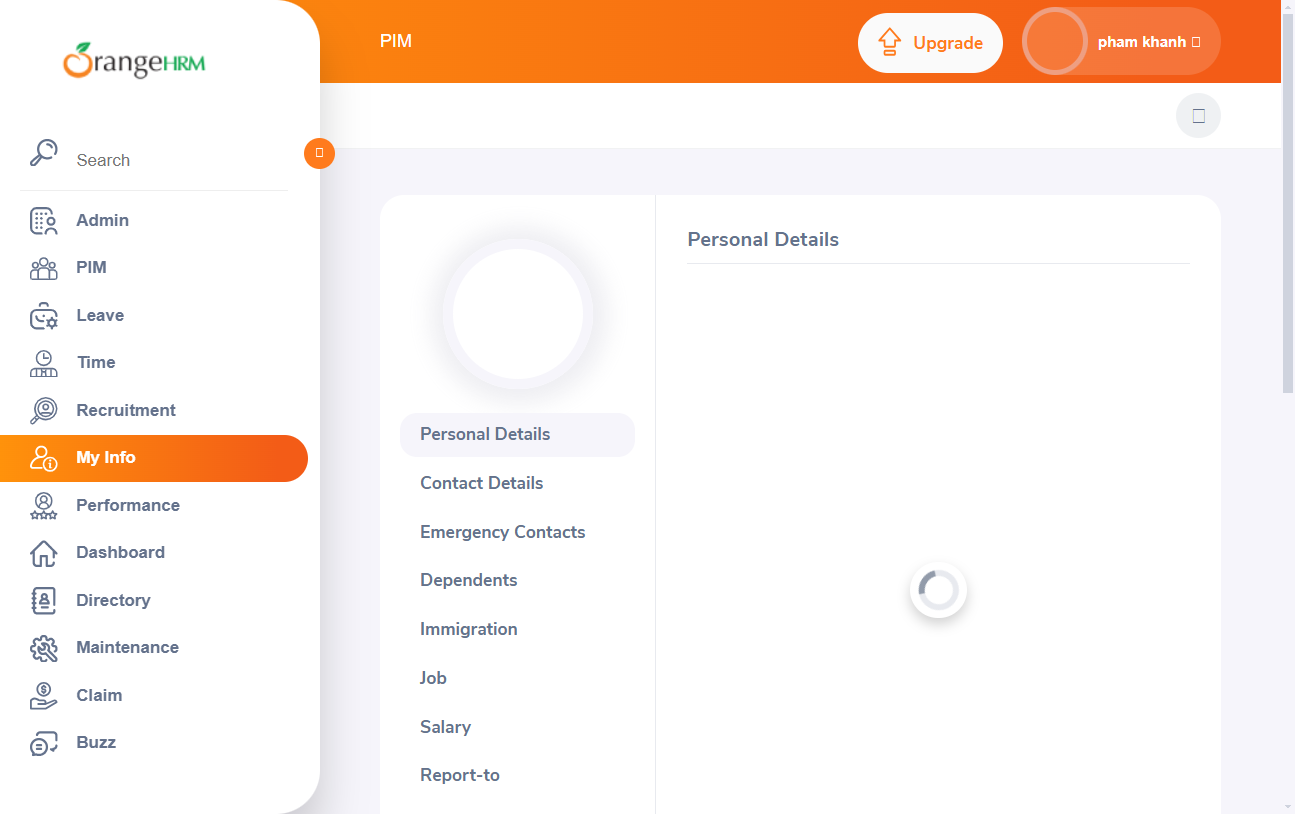 OrangeHRM
PIM
Upgrade
pham khanh
Search
Admin
PIM
Leave
Time
Recruitment
My Info
Performance
Dashboard
Directory
Maintenance
Claim
Buzz
Personal Details
Contact Details
Emergency Contacts
Dependents
Immigration
Job
Salary
Report-to
Personal Details